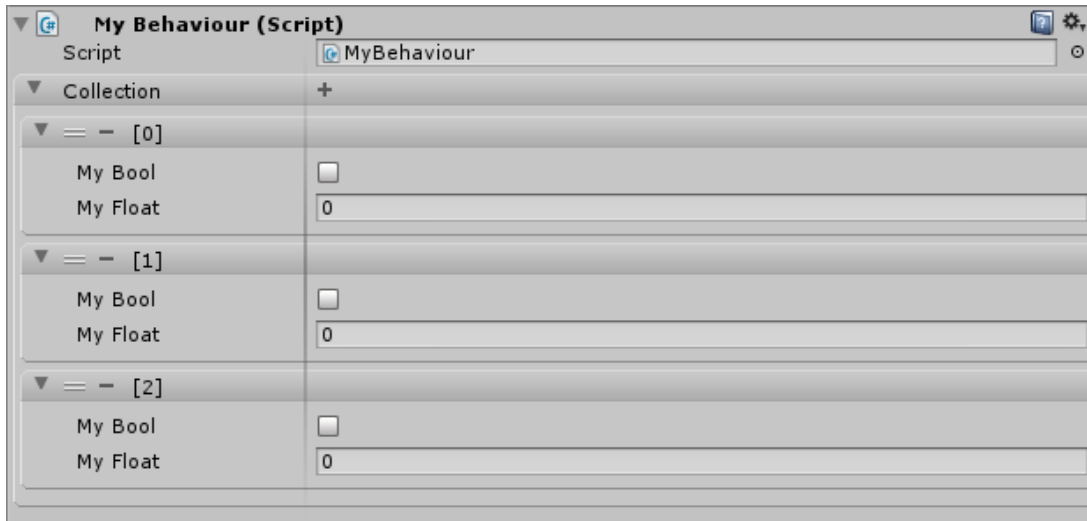 My Behaviour (Script)
Script MyBehaviour
Collection +
= - [0]
My Bool
My Float 0
= - [1]
My Bool
My Float 0
= - [2]
My Bool
My Float 0